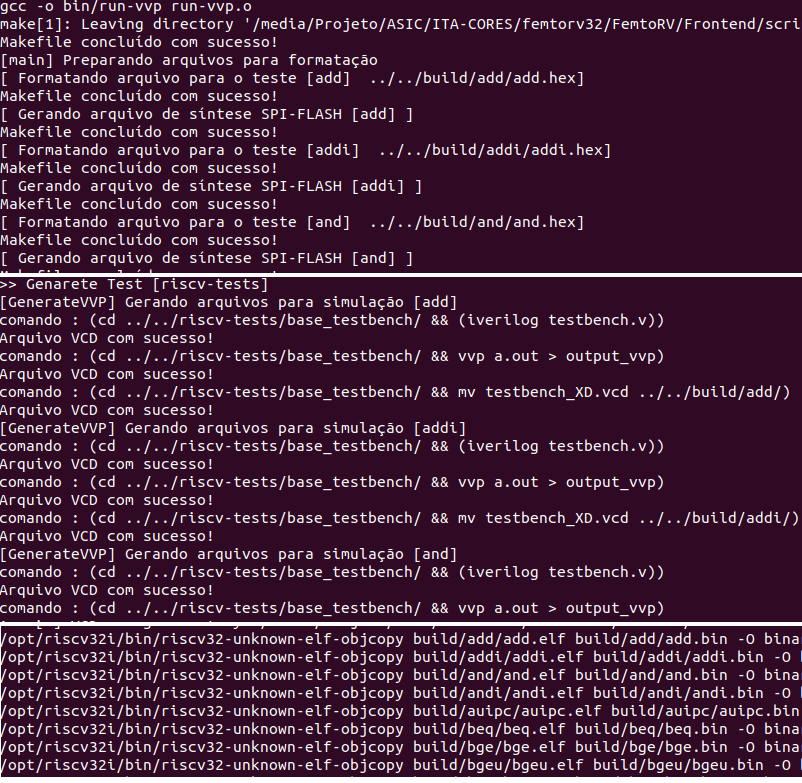 gcc -o bin/run-vvp run-vvp.o
make[1]: Leaving directory '/media/Projeto/ASIC/ITA-CORES/femtorv32/FemtoRV/Frontend/scri
Makefile concluído com sucesso!
[main] Preparando arquivos para formatação
[ Formatando arquivo para o teste [add]  ../../build/add/add.hex]
Makefile concluído com sucesso!
[ Gerando arquivo de síntese SPI-FLASH [add] ]
Makefile concluído com sucesso!
[ Formatando arquivo para o teste [addi]  ../../build/addi/addi.hex]
Makefile concluído com sucesso!
[ Gerando arquivo de síntese SPI-FLASH [addi] ]
Makefile concluído com sucesso!
[ Formatando arquivo para o teste [and]  ../../build/and/and.hex]
Makefile concluído com sucesso!
[ Gerando arquivo de síntese SPI-FLASH [and] ]
>> Genarete Test [riscv-tests]
[GenerateVVP] Gerando arquivos para simulação [add]
comando : (cd ../../riscv-tests/base_testbench/ && (iverilog testbench.v))
Arquivo VCD com sucesso!
comando : (cd ../../riscv-tests/base_testbench/ && vvp a.out > output_vvp)
Arquivo VCD com sucesso!
comando : (cd ../../riscv-tests/base_testbench/ && mv testbench_XD.vcd ../../build/add/)
Arquivo VCD com sucesso!
[GenerateVVP] Gerando arquivos para simulação [addi]
comando : (cd ../../riscv-tests/base_testbench/ && (iverilog testbench.v))
Arquivo VCD com sucesso!
comando : (cd ../../riscv-tests/base_testbench/ && vvp a.out > output_vvp)
Arquivo VCD com sucesso!
comando : (cd ../../riscv-tests/base_testbench/ && mv testbench_XD.vcd ../../build/addi/)
Arquivo VCD com sucesso!
[GenerateVVP] Gerando arquivos para simulação [and]
comando : (cd ../../riscv-tests/base_testbench/ && (iverilog testbench.v))
Arquivo VCD com sucesso!
comando : (cd ../../riscv-tests/base_testbench/ && vvp a.out > output_vvp)
/opt/riscv32i/bin/riscv32-unknown-elf-objcopy build/add/add.elf build/add/add.bin -O bina
/opt/riscv32i/bin/riscv32-unknown-elf-objcopy build/addi/addi.elf build/addi/addi.bin -O
/opt/riscv32i/bin/riscv32-unknown-elf-objcopy build/and/and.elf build/and/and.bin -O bina
/opt/riscv32i/bin/riscv32-unknown-elf-objcopy build/andi/andi.elf build/andi/andi.bin -O
/opt/riscv32i/bin/riscv32-unknown-elf-objcopy build/auipc/auipc.elf build/auipc/auipc.bin
/opt/riscv32i/bin/riscv32-unknown-elf-objcopy build/beq/beq.elf build/beq/beq.bin -O bina
/opt/riscv32i/bin/riscv32-unknown-elf-objcopy build/bge/bge.elf build/bge/bge.bin -O bina
/opt/riscv32i/bin/riscv32-unknown-elf-objcopy build/bgeu/bgeu.elf build/bgeu/bgeu.bin -O